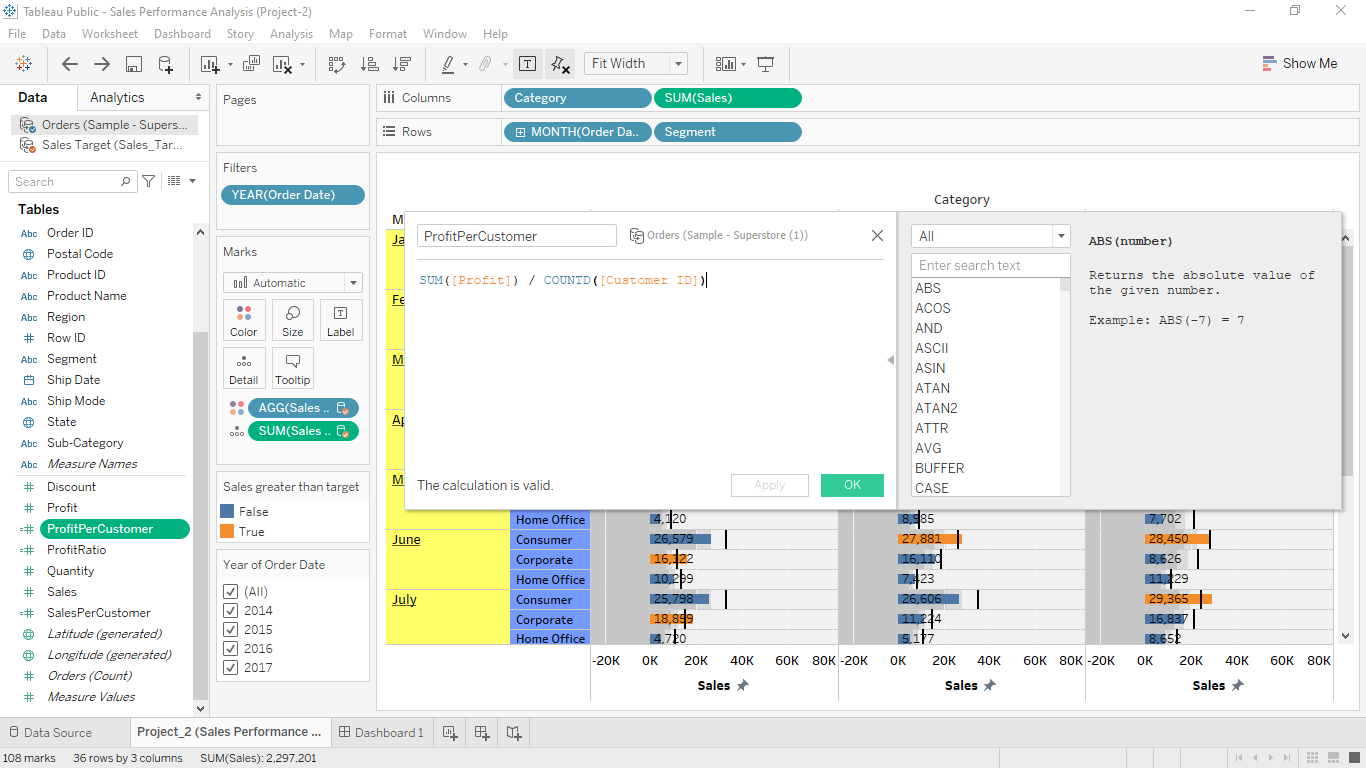 Tableau Public - Sales Performance Analysis (Project-2)
File Data Worksheet Dashboard Story Analysis Map Format Window Help
Fit Width
Show Me
Data Analytics
Orders (Sample - Supers...
Sales Target (Sales_Tar...
Search
Tables
Abc Order ID
Postal Code
Abc Product ID
Abc Product Name
Abc Region
Row ID
Abc Segment
Ship Date
Abc Ship Mode
State
Abc Sub-Category
Abc Measure Names
Discount
Profit
ProfitPerCustomer
ProfitRatio
Quantity
Sales
SalesPerCustomer
Latitude (generated)
Longitude (generated)
Orders (Count)
Measure Values
Pages
Filters
YEAR(Order Date)
Marks
Automatic
Color Size Label
Detail Tooltip
AGG(Sales ..
SUM(Sales ..
Sales greater than target
False
True
Year of Order Date
(All)
2014
2015
2016
2017
Columns Category SUM(Sales)
Rows MONTH(Order Da.. Segment
Category
M
Ja
Fe
M
Ap
M
ProfitPerCustomer
Orders (Sample - Superstore (1))
SUM([Profit]) / COUNTD([Customer ID])
The calculation is valid.
Apply OK
All
Enter search text
ABS
ACOS
AND
ASCII
ASIN
ATAN
ATAN2
ATTR
AVG
BUFFER
CASE
ABS(number)
Returns the absolute value of
the given number.
Example: ABS(-7) = 7
Home Office 4,120 8,585 7,702
June Consumer 26,579 27,881 28,450
Corporate 16,122 16,110 8,626
Home Office 10,299 7,423 11,229
July Consumer 25,798 26,606 29,365
Corporate 18,859 11,224 16,837
Home Office 4,720 5,177 8,652
-20K 0K 20K 40K 60K 80K -20K 0K 20K 40K 60K 80K -20K 0K 20K 40K 60K 80K
Sales Sales Sales
Data Source Project_2 (Sales Performance ... Dashboard 1
108 marks 36 rows by 3 columns SUM(Sales): 2,297,201